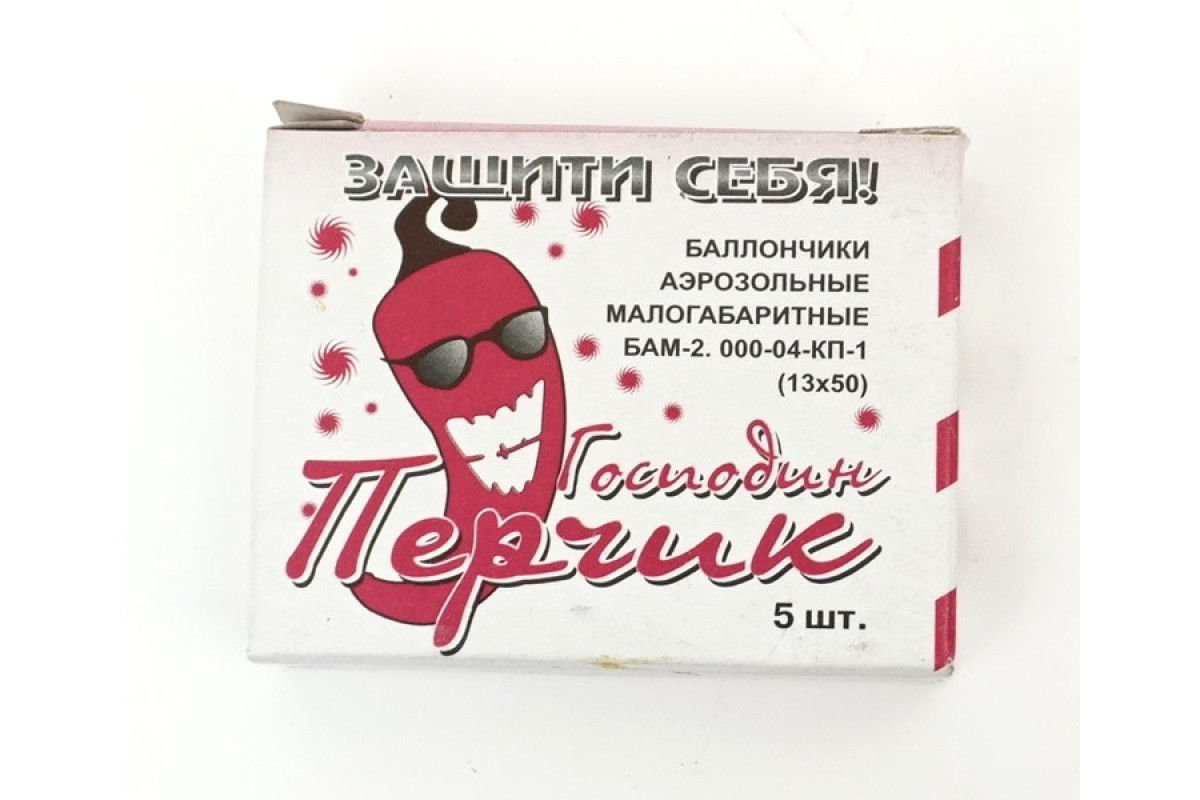 ЗАЩИТИ СЕБЯ!
БАЛЛОНЧИКИ
АЭРОЗОЛЬНЫЕ
МАЛОГАБАРИТНЫЕ
БАМ-2. 000-04-КП-1
(13х50)
Господин
Перчик
5 шт.